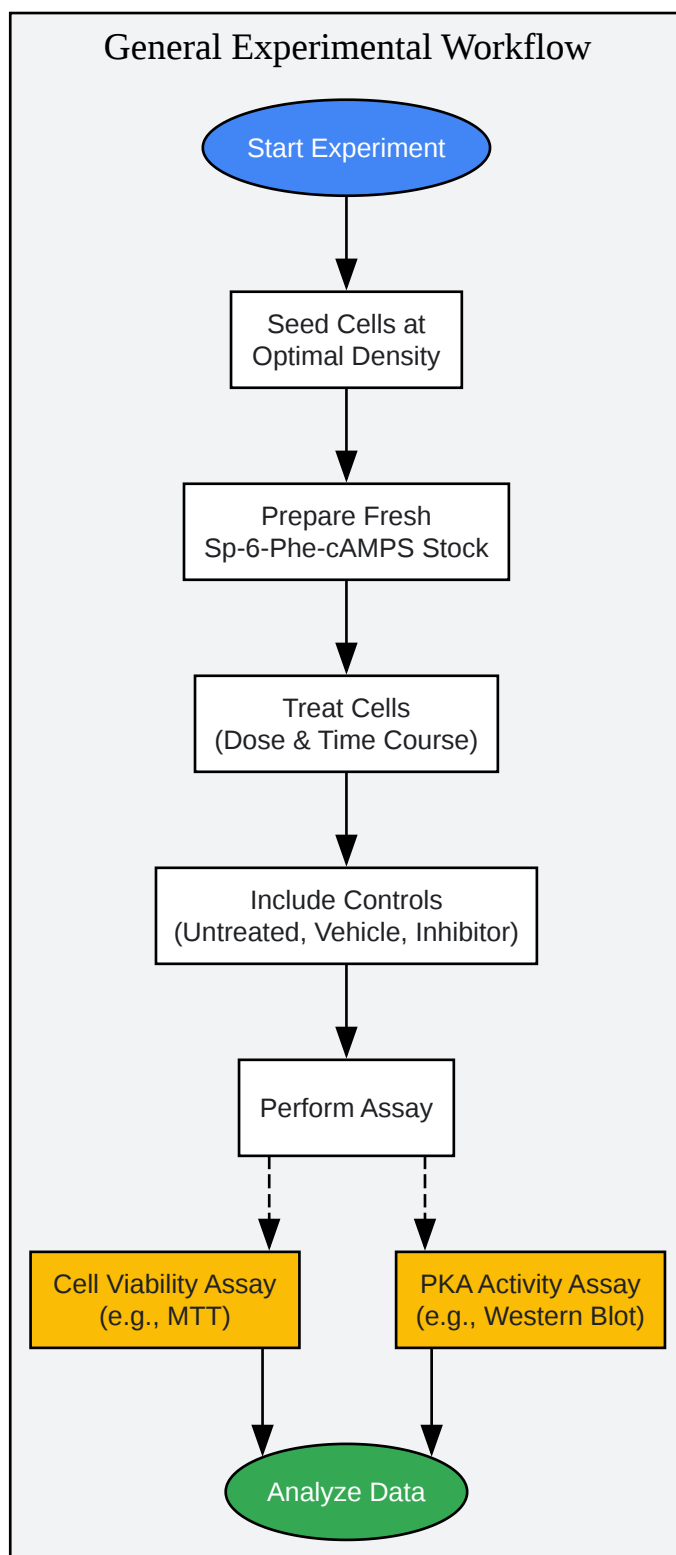 General Experimental Workflow
Start Experiment
Seed Cells at
Optimal Density
Prepare Fresh
Sp-6-Phe-cAMPS Stock
Treat Cells
(Dose & Time Course)
Include Controls
(Untreated, Vehicle, Inhibitor)
Perform Assay
Cell Viability Assay
(e.g., MTT)
PKA Activity Assay
(e.g., Western Blot)
Analyze Data